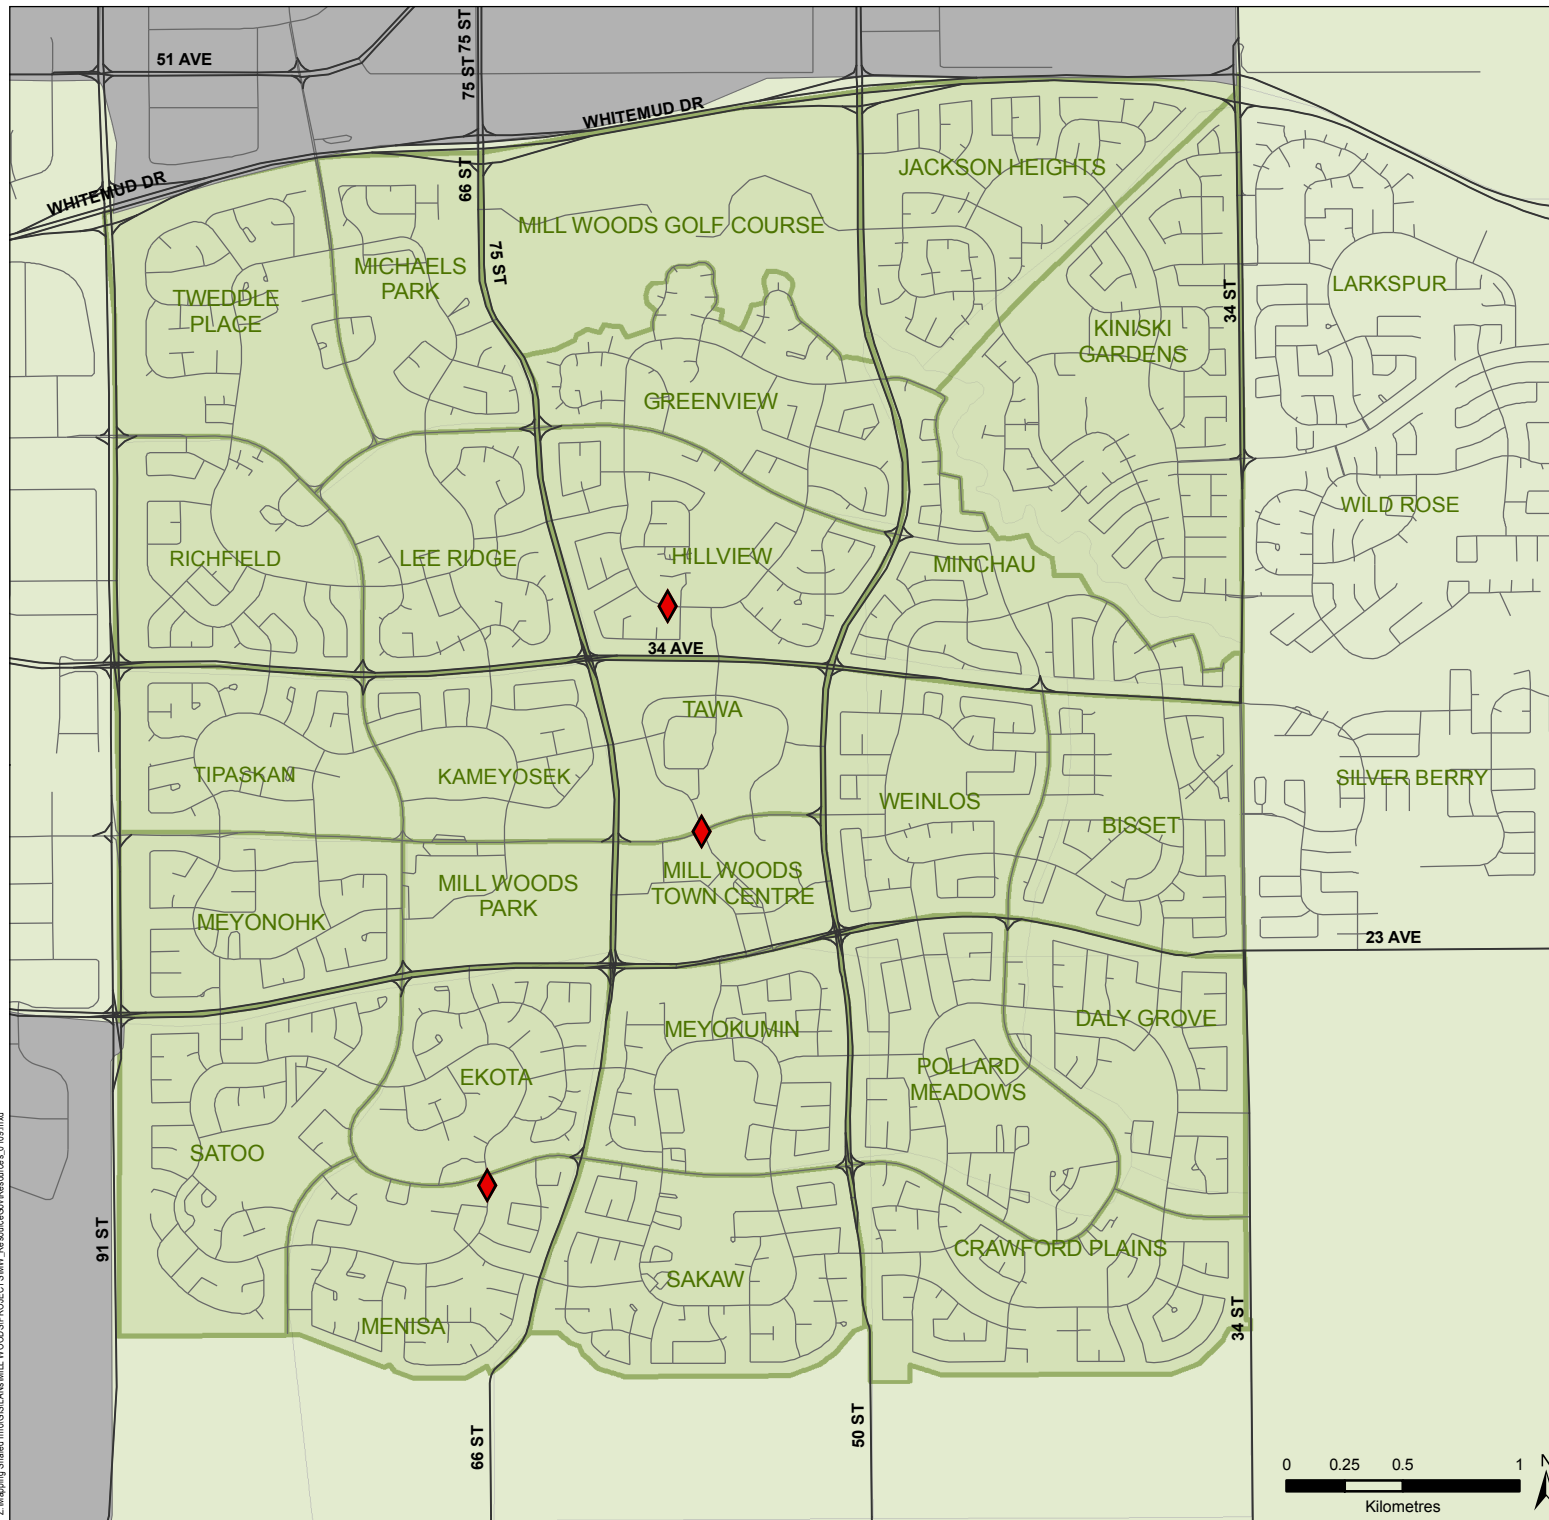 75 ST
75 ST
51 AVE
WHITEMUD DR
WHITEMUD DR
66 ST
75 ST
JACKSON HEIGHTS
MILL WOODS GOLF COURSE
MICHAELS
PARK
TWEDDLE
PLACE
34 ST
LARKSPUR
KINISKI
GARDENS
GREENVIEW
WILD ROSE
RICHFIELD
LEE RIDGE
HILLVIEW
MINCHAU
34 AVE
TAWA
TIPASKAN
KAMEYOSEK
WEINLOS
SILVER BERRY
BISSET
MILL WOODS
TOWN CENTRE
MILL WOODS
PARK
MEYONOHK
23 AVE
MEYOKUMIN
DALY GROVE
EKOTA
POLLARD
MEADOWS
SATOO
91 ST
CRAWFORD PLAINS
SAKAW
MENISA
34 ST
66 ST
50 ST
0 0.25 0.5 1
Kilometres
N